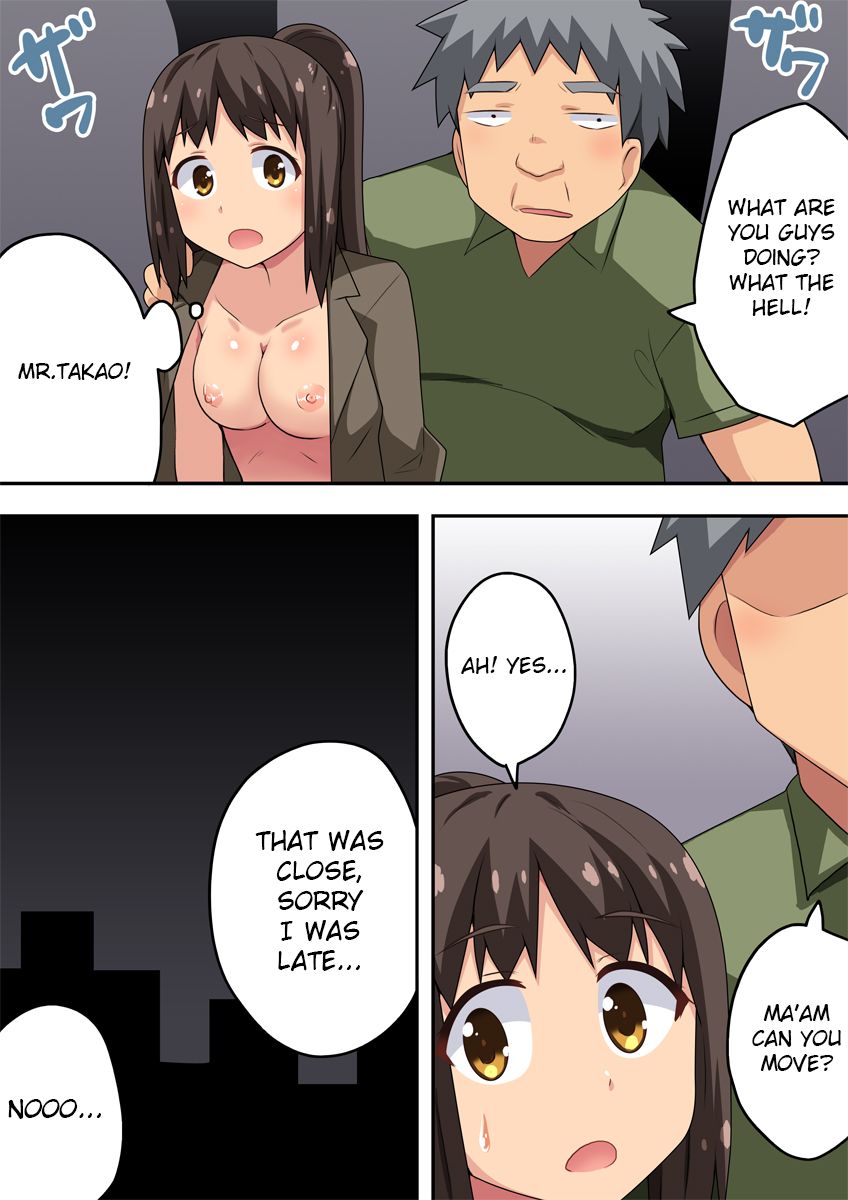 ザワ
WHAT ARE
YOU GUYS
DOING?
WHAT THE
HELL!
ザワ
MR.TAKAO!
AH! YES...
MA'AM
CAN YOU
MOVE?
THAT WAS
CLOSE,
SORRY
I WAS
LATE...
NOOO...